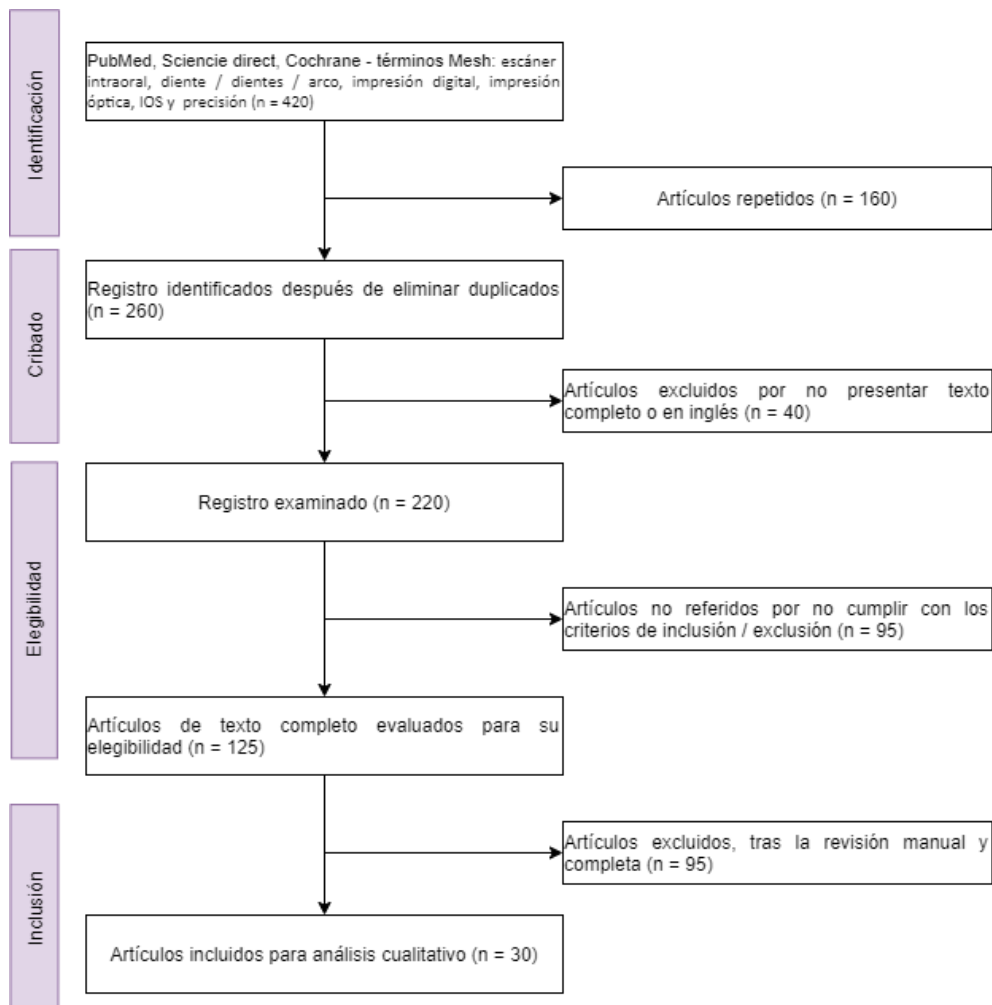 Identificación
PubMed, Sciencie direct, Cochrane - términos Mesh: escáner
intraoral, diente / dientes / arco, impresión digital, impresión
óptica, IOS y precisión (n = 420)
Artículos repetidos (n = 160)
Cribado
Registro identificados después de eliminar duplicados
(n = 260)
Artículos excluidos por no presentar texto
completo o en inglés (n = 40)
Elegibilidad
Registro examinado (n = 220)
Artículos no referidos por no cumplir con los
criterios de inclusión / exclusión (n = 95)
Artículos de texto completo evaluados para su
elegibilidad (n = 125)
Inclusión
Artículos excluidos, tras la revisión manual y
completa (n = 95)
Artículos incluidos para análisis cualitativo (n = 30)